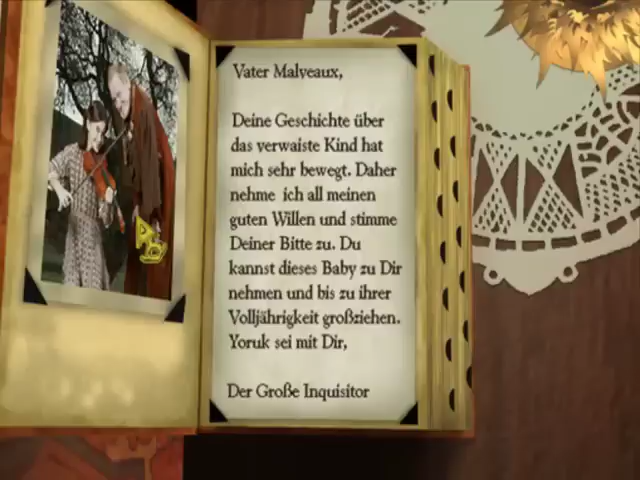 Vater Malveaux,
Deine Geschichte über
das verwaiste Kind hat
mich sehr bewegt. Daher
nehme ich all meinen
guten Willen und stimme
Deiner Bitte zu. Du
kannst dieses Baby zu Dir
nehmen und bis zu ihrer
Volljährigkeit großziehen.
Yoruk sei mit Dir,
Der Große Inquisitor